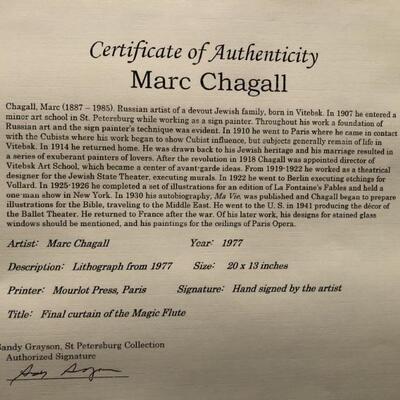 Certificate of Authenticity
Marc Chagall
Chagall, Marc (1887 – 1985). Russian artist of a devout Jewish family, born in Vitebsk. In 1907 he entered a
minor art school in St. Petersburg while working as a sign painter. Throughout his work a foundation of
Russian art and the sign painter's technique was evident. In 1910 he went to Paris where he came in contact
with the Cubists where his work began to show Cubist influence, but subjects generally remain of life in
Vitebsk. In 1914 he returned home. He was drawn back to his Jewish heritage and his marriage resulted in
a series of exuberant painters of lovers. After the revolution in 1918 Chagall was appointed director of
Vitebsk Art School, which became a center of avant-garde ideas. From 1919-1922 he worked as a theatrical
designer for the Jewish State Theater, executing murals. In 1922 he went to Berlin executing etchings for
Vollard. In 1925-1926 he completed a set of illustrations for an edition of La Fontaine's Fables and held a
one man show in New York. In 1930 his autobiography, Ma Vie, was published and Chagall began to prepare
illustrations for the Bible, traveling to the Middle East. He went to the U. S. in 1941 producing the décor of
the Ballet Theater. He returned to France after the war. Of his later work, his designs for stained glass
windows should be mentioned, and his paintings for the ceilings of Paris Opera.
Artist: Marc Chagall Year: 1977
Description: Lithograph from 1977 Size: 20 x 13 inches
Printer: Mourlot Press, Paris Signature: Hand signed by the artist
Title: Final curtain of the Magic Flute
andy Grayson, St Petersburg Collection
Authorized Signature